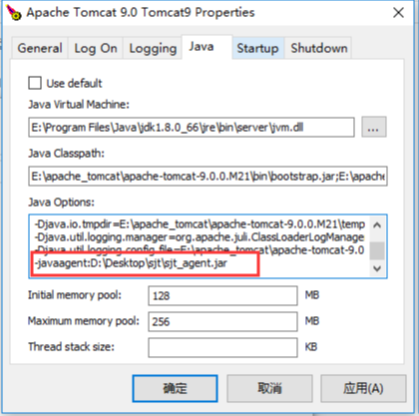 Apache Tomcat 9.0 Tomcat9 Properties
General Log On Logging Java Startup Shutdown
Use default
Java Virtual Machine:
E:\Program Files\Java\jdk1.8.0_66\jre\bin\server\jvm.dll
...
Java Classpath:
E:\apache_tomcat\apache-tomcat-9.0.0.M21\bin\bootstrap.jar;E:\apache
Java Options:
-Djava.io.tmpdir=E:\apache_tomcat\apache-tomcat-9.0.0.M21\temp
-Djava.util.logging.manager=org.apache.juli.ClassLoaderLogManage
-Djava.util.logging.config.file=E:\apache_tomcat\apache-tomcat-9.0
-javaagent:D:\Desktop\sjt\sjt_agent.jar
Initial memory pool: 128 MB
Maximum memory pool: 256 MB
Thread stack size: KB
确定 取消 应用(A)